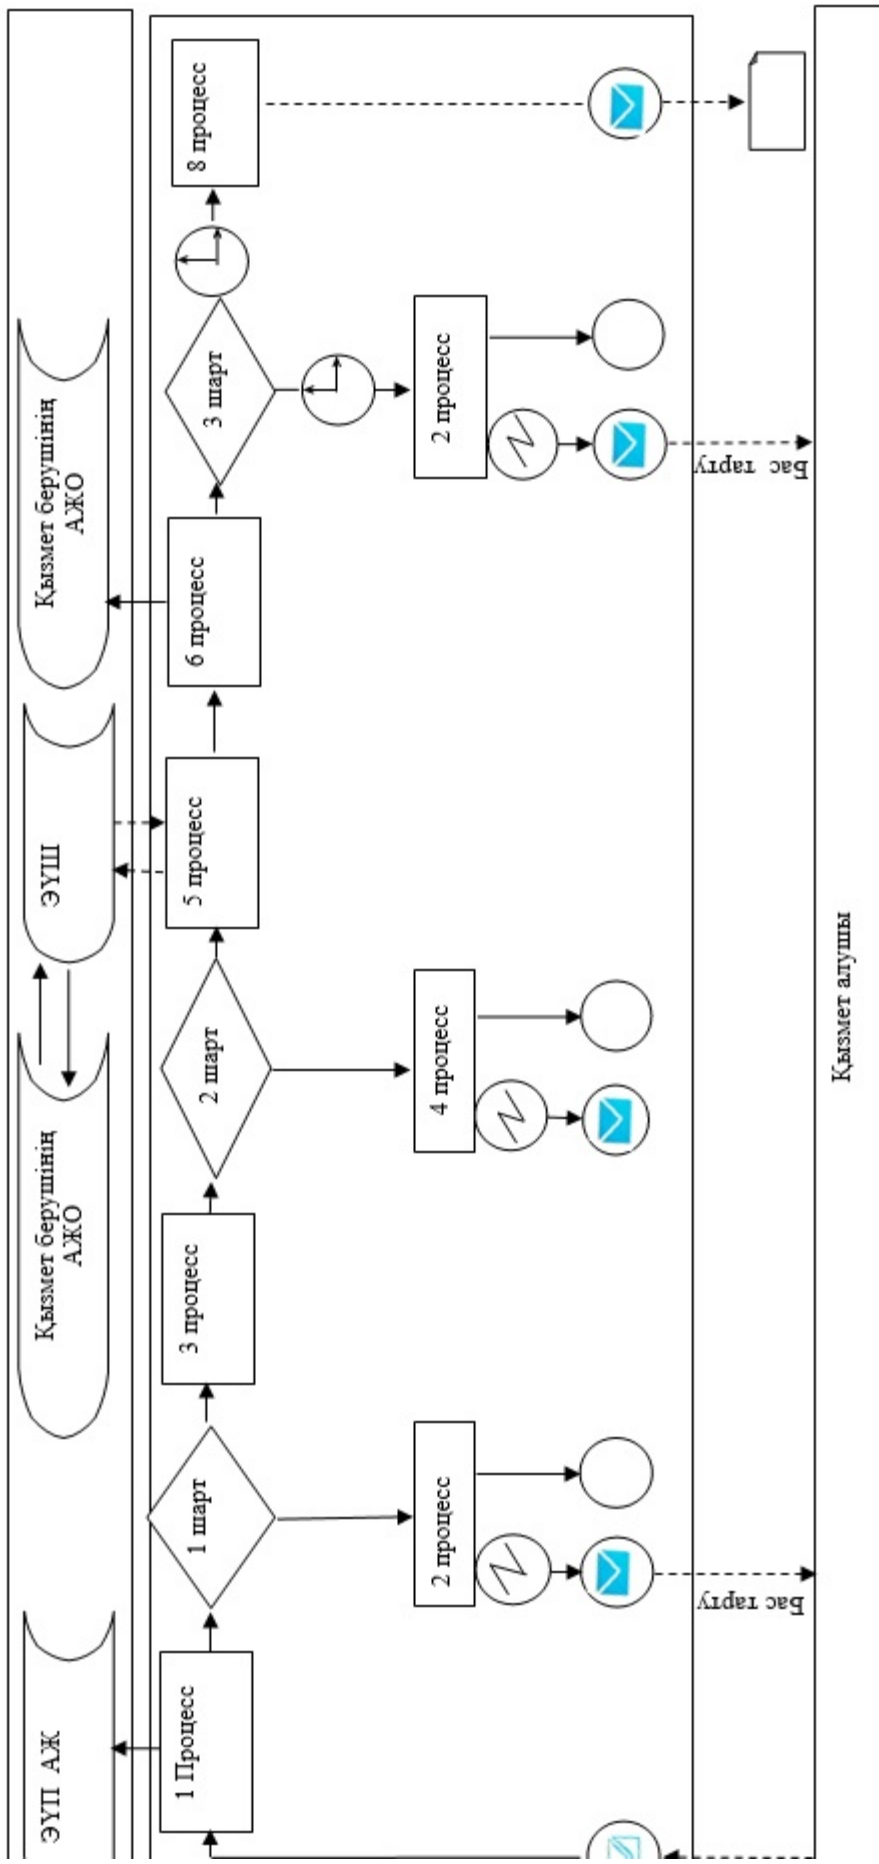 ЭҮП АЖ
Қызмет берушінің
АЖО
ЭҮШ
Қызмет берушінің
АЖО
1 Процесс
1 шарт
3 процесс
2 шарт
5 процесс
6 процесс
3 шарт
8 процесс
2 процесс
4 процесс
2 процесс
Бас тарту
Бас тарту
Қызмет алушы